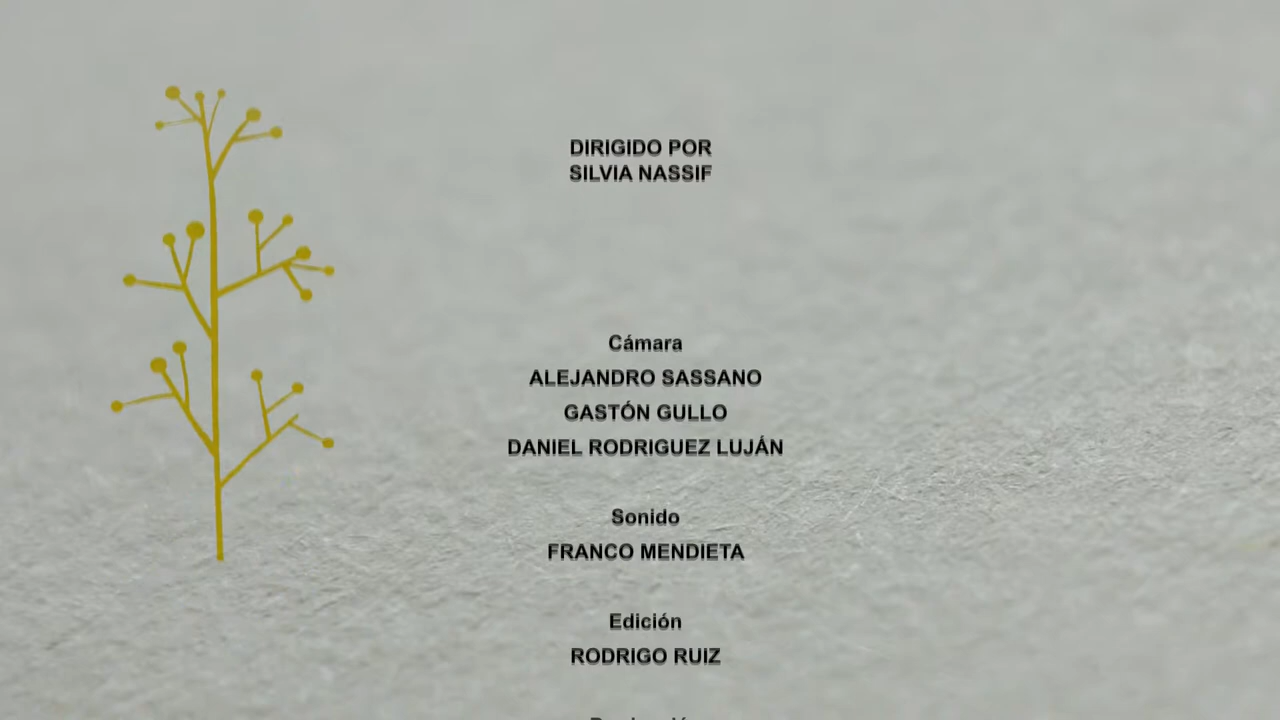 DIRIGIDO POR
SILVIA NASSIF
Cámara
ALEJANDRO SASSANO
GASTÓN GULLO
DANIEL RODRIGUEZ LUJÁN
Sonido
FRANCO MENDIETA
Edición
RODRIGO RUIZ